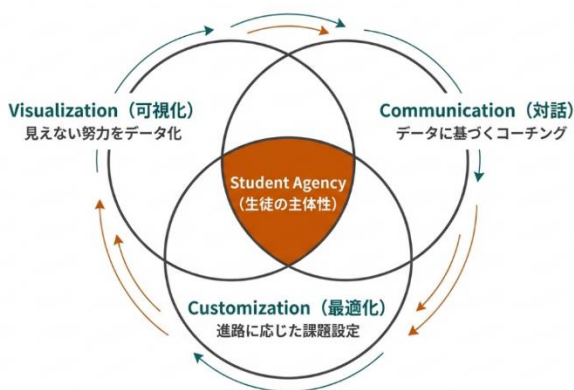 Visualization（可視化）
見えない努力をデータ化
Communication（対話）
データに基づくコーチング
Student Agency
（生徒の主体性）
Customization（最適化）
進路に応じた課題設定